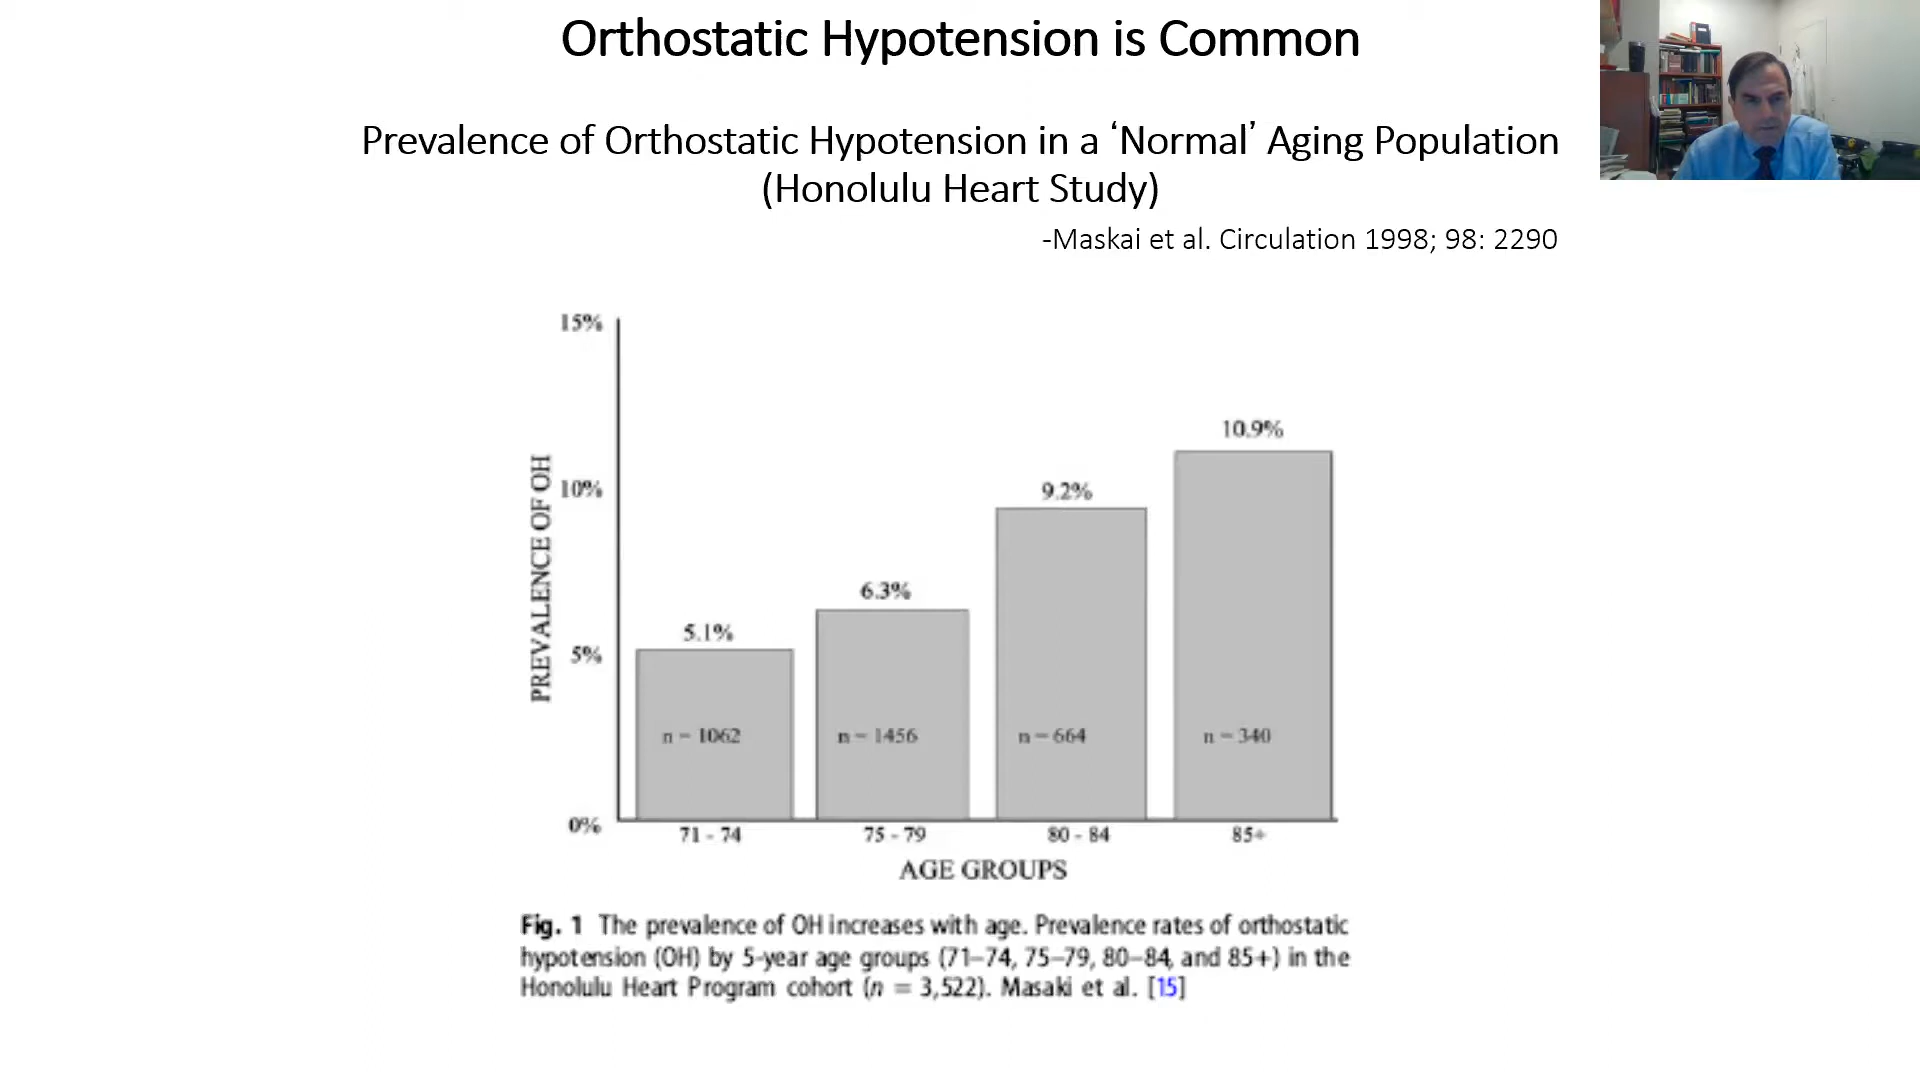 Orthostatic Hypotension is Common
Prevalence of Orthostatic Hypotension in a ‘Normal’ Aging Population
(Honolulu Heart Study)
-Maskai et al. Circulation 1998; 98: 2290
15%
10%
5%
0%
PREVALENCE OF OH
5.1%
6.3%
9.2%
10.9%
n = 1062
n = 1456
n = 664
n = 340
71 - 74
75 - 79
80 - 84
85+
AGE GROUPS
Fig. 1 The prevalence of OH increases with age. Prevalence rates of orthostatic
hypotension (OH) by 5-year age groups (71–74, 75–79, 80–84, and 85+) in the
Honolulu Heart Program cohort (n = 3,522). Masaki et al. [15]